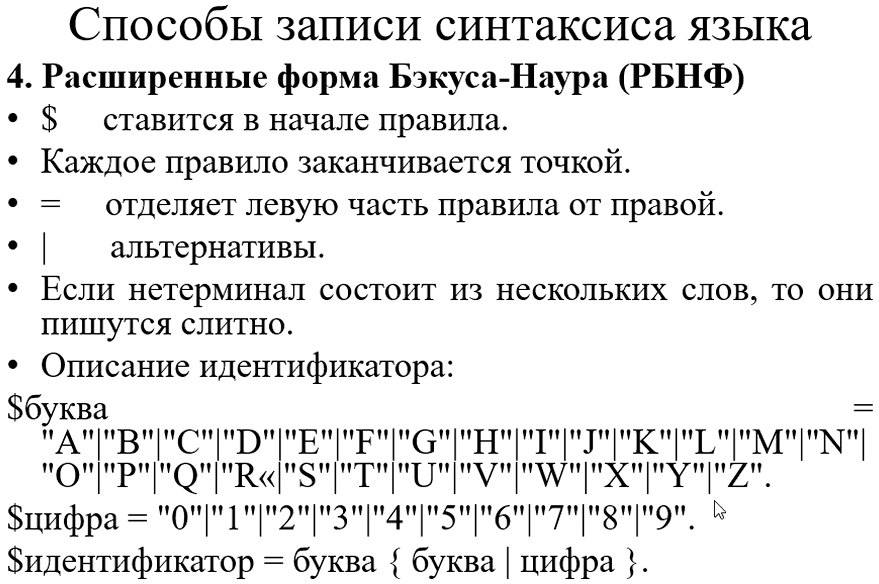 Способы записи синтаксиса языка
4. Расширенные форма Бэкуса-Наура (РБНФ)
• $ ставится в начале правила.
• Каждое правило заканчивается точкой.
• = отделяет левую часть правила от правой.
• | альтернативы.
• Если нетерминал состоит из нескольких слов, то они
пишутся слитно.
• Описание идентификатора:
$буква =
"A"|"B"|"C"|"D"|"E"|"F"|"G"|"H"|"I"|"J"|"K"|"L"|"M"|"N"|
"O"|"P"|"Q"|"R«|"S"|"T"|"U"|"V"|"W"|"X"|"Y"|"Z".
$цифра = "0"|"1"|"2"|"3"|"4"|"5"|"6"|"7"|"8"|"9".
$идентификатор = буква { буква | цифра }.